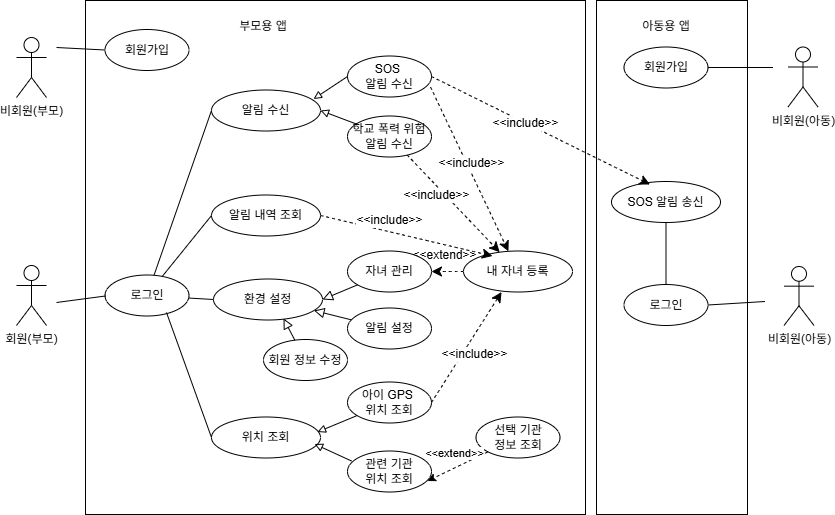 부모용 앱
아동용 앱
회원가입
비회원(부모)
회원가입
비회원(아동)
SOS
알림 수신
알림 수신
학교 폭력 위험
알림 수신
<<include>>
<<include>>
<<include>>
SOS 알림 송신
알림 내역 조회
<<include>>
<<extend>>
자녀 관리
내 자녀 등록
로그인
환경 설정
알림 설정
회원 정보 수정
회원(부모)
로그인
비회원(아동)
<<include>>
아이 GPS
위치 조회
위치 조회
선택 기관
정보 조회
<<extend>>
관련 기관
위치 조회